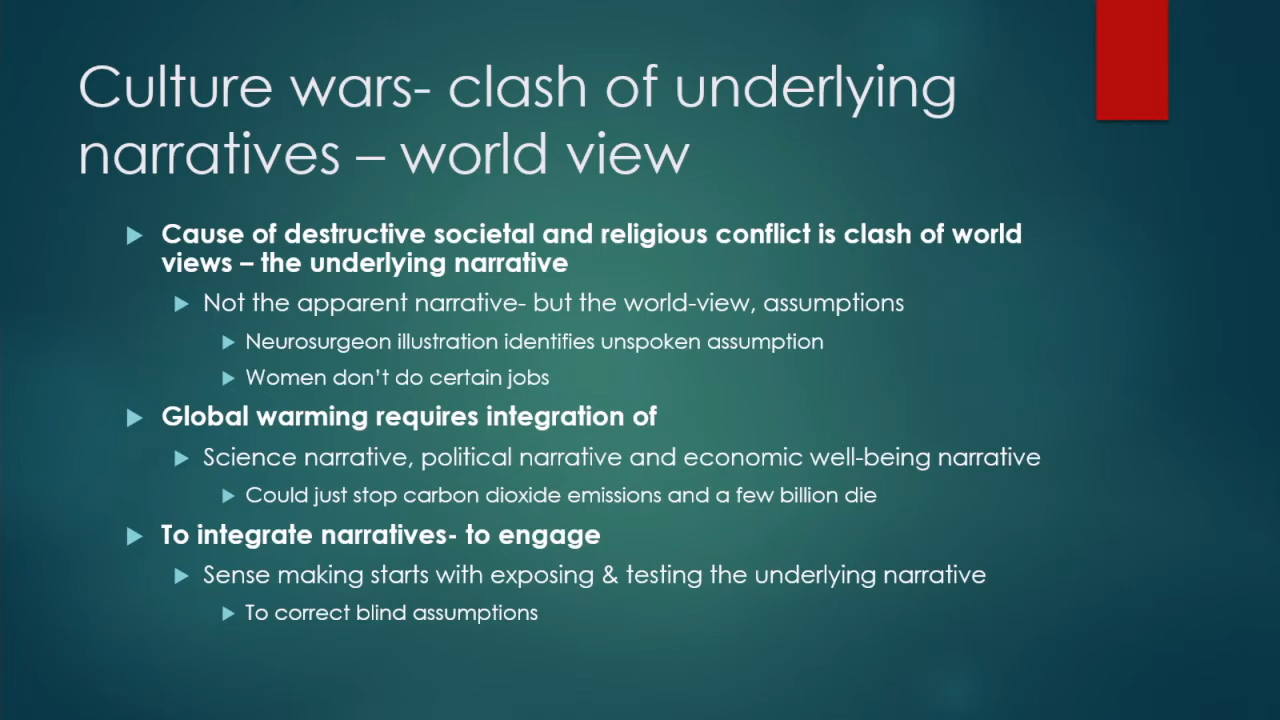 Culture wars- clash of underlying
narratives – world view
Cause of destructive societal and religious conflict is clash of world
views – the underlying narrative
Not the apparent narrative- but the world-view, assumptions
Neurosurgeon illustration identifies unspoken assumption
Women don't do certain jobs
Global warming requires integration of
Science narrative, political narrative and economic well-being narrative
Could just stop carbon dioxide emissions and a few billion die
To integrate narratives- to engage
Sense making starts with exposing & testing the underlying narrative
To correct blind assumptions